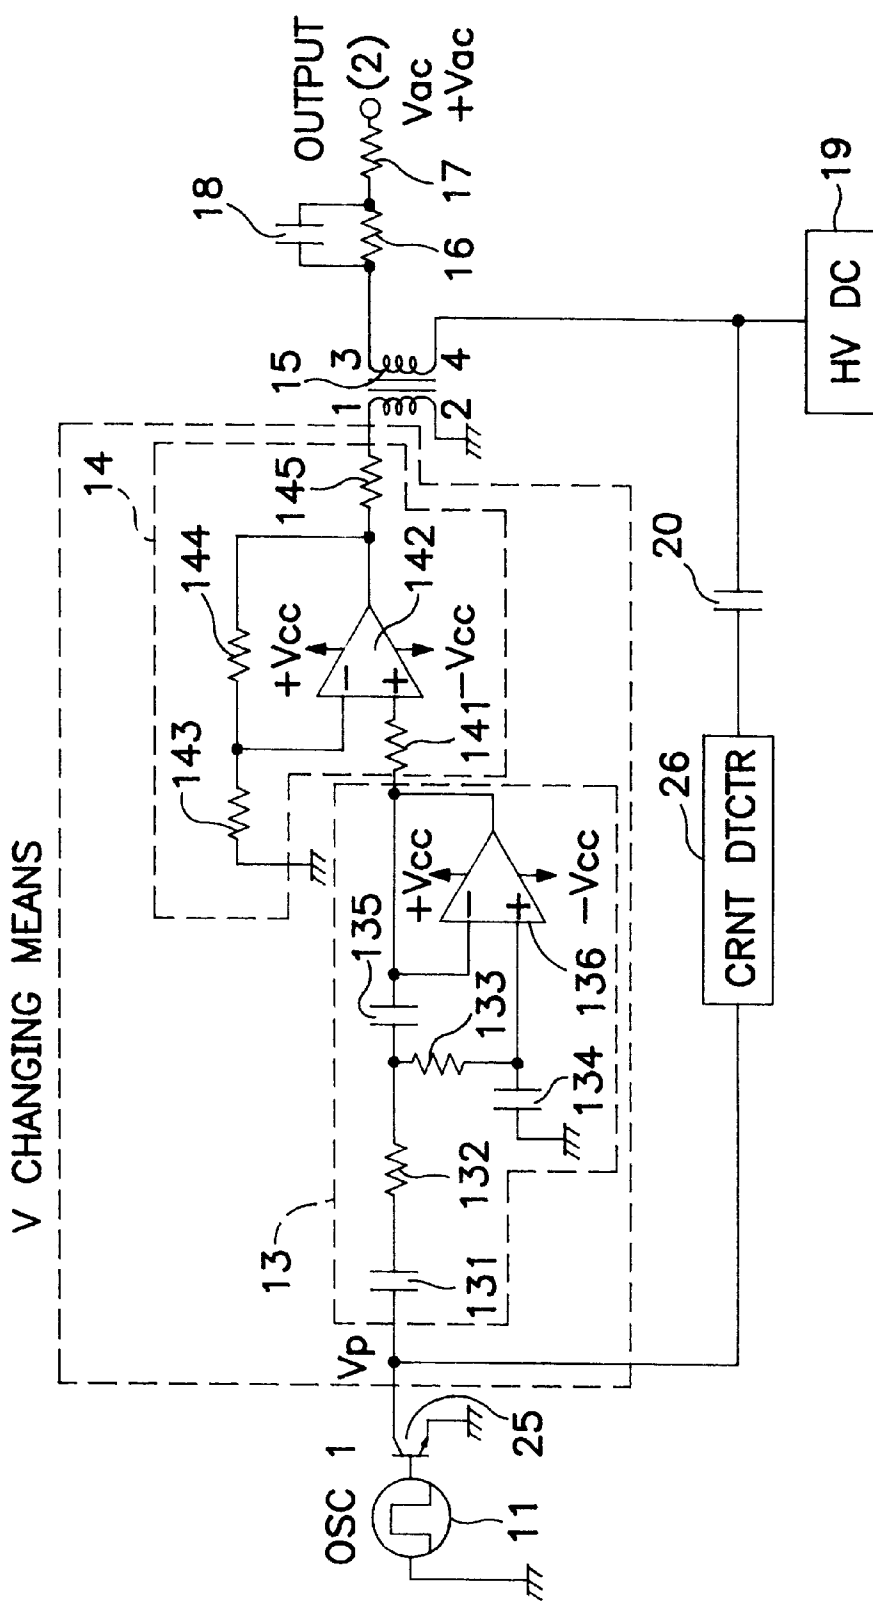 V CHANGING MEANS
OSC 1
11
25
Vp
13
131
132
133
134
135
136
+Vcc
-Vcc
14
141
142
143
144
145
+Vcc
-Vcc
15
1
2
3
4
16
17
18
OUTPUT
(2)
Vac
+Vac
26
CRNT DTCTR
20
HV DC
19